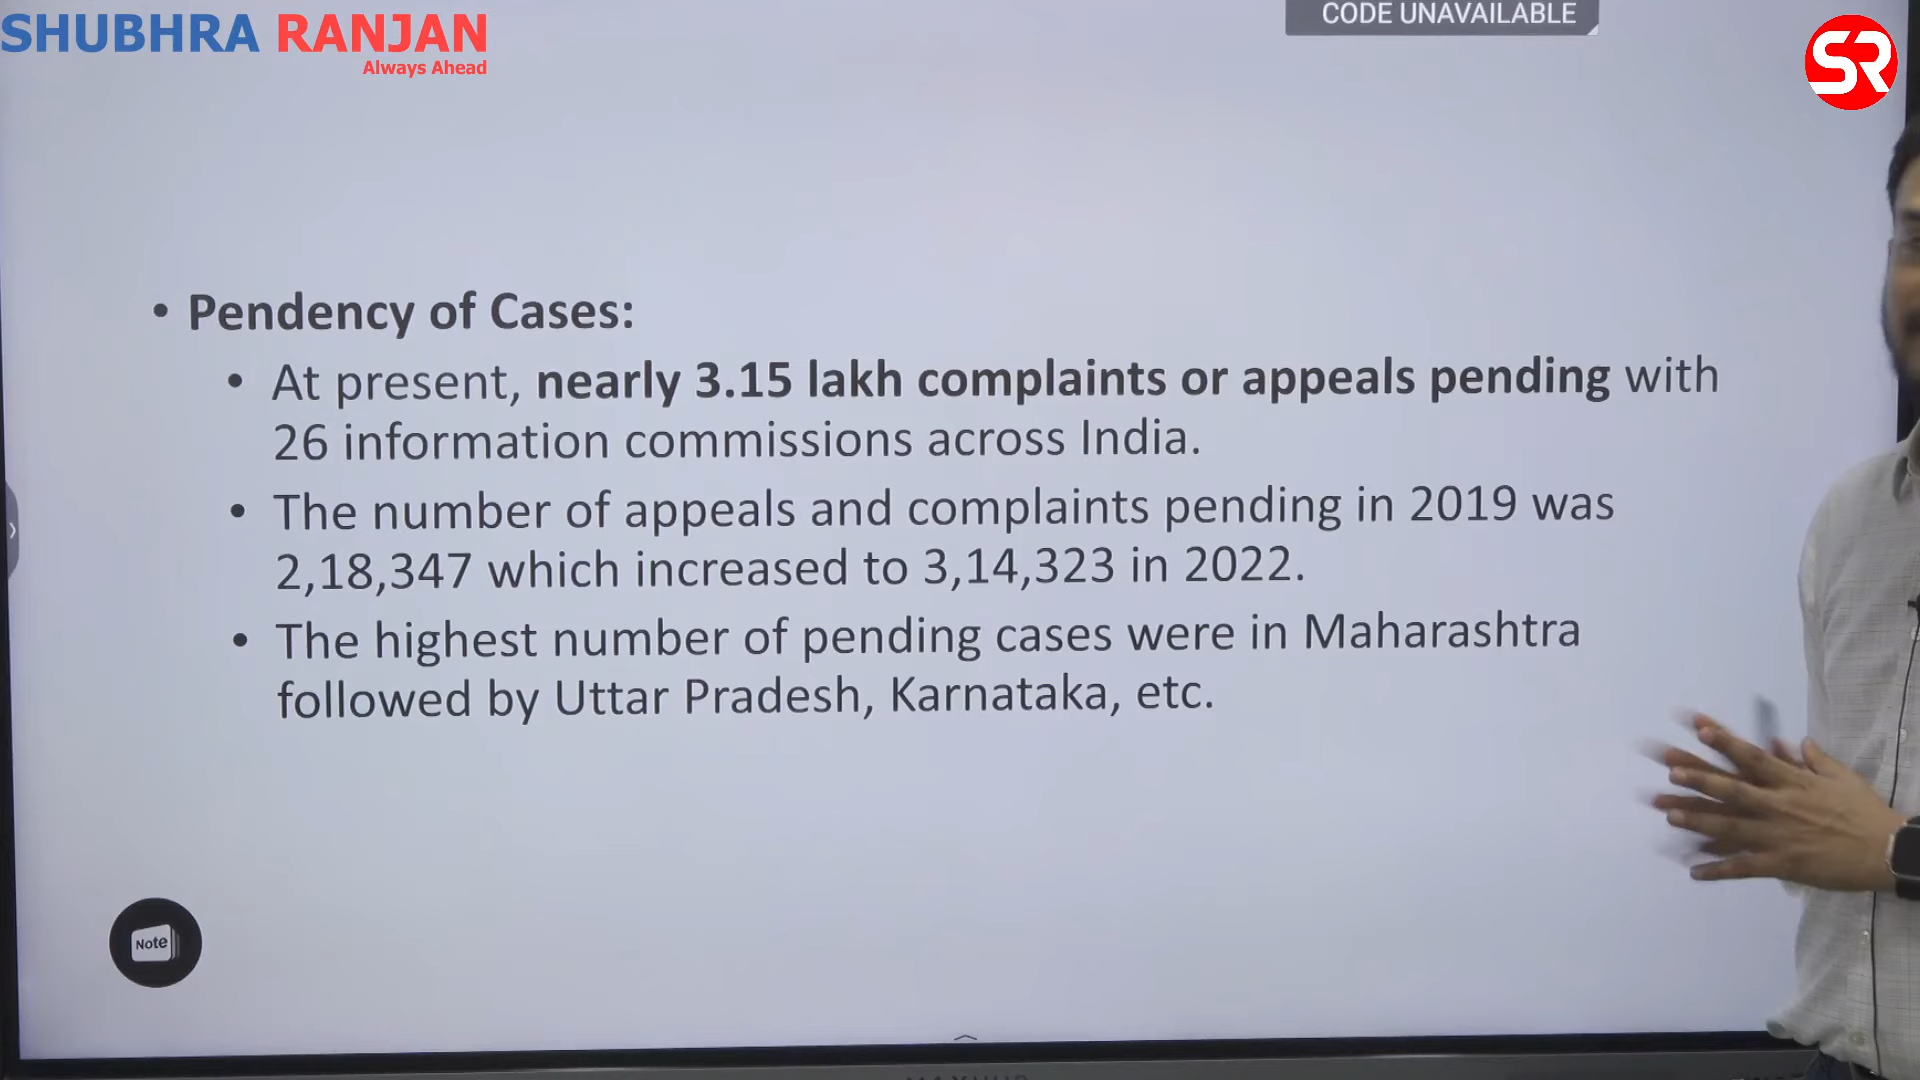 SHUBHRA RANJAN
Always Ahead
CODE UNAVAILABLE
SR
• Pendency of Cases:
• At present, nearly 3.15 lakh complaints or appeals pending with
26 information commissions across India.
• The number of appeals and complaints pending in 2019 was
2,18,347 which increased to 3,14,323 in 2022.
• The highest number of pending cases were in Maharashtra
followed by Uttar Pradesh, Karnataka, etc.
Note